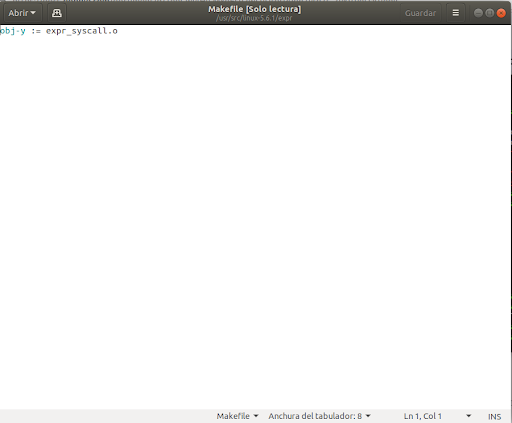 Abrir
Makefile [Solo lectura]
/usr/src/linux-5.6.1/expr
Guardar
obj-y := expr_syscall.o
Makefile Anchura del tabulador: 8 Ln 1, Col 1 INS